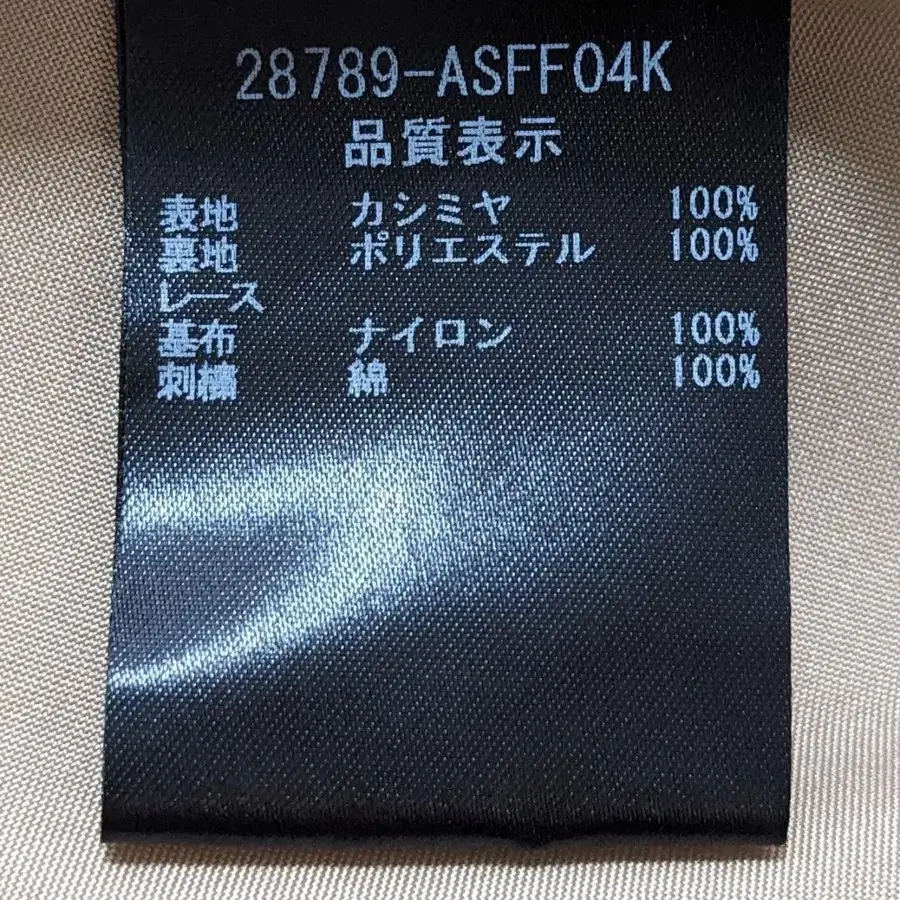 28789-ASFF04K
品質表示
表地 カシミヤ 100%
裏地 ポリエステル 100%
レース
基布 ナイロン 100%
刺繍 綿 100%